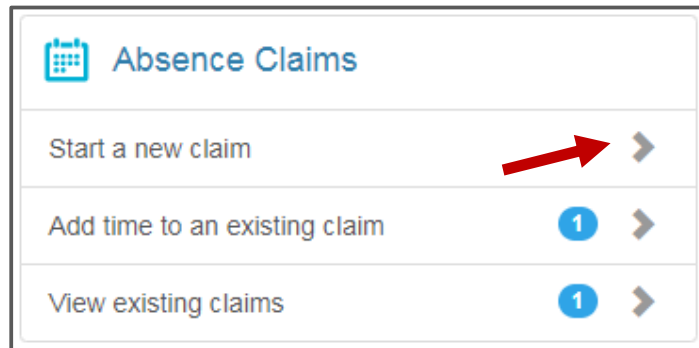 Absence Claims
Start a new claim
Add time to an existing claim 1
View existing claims 1